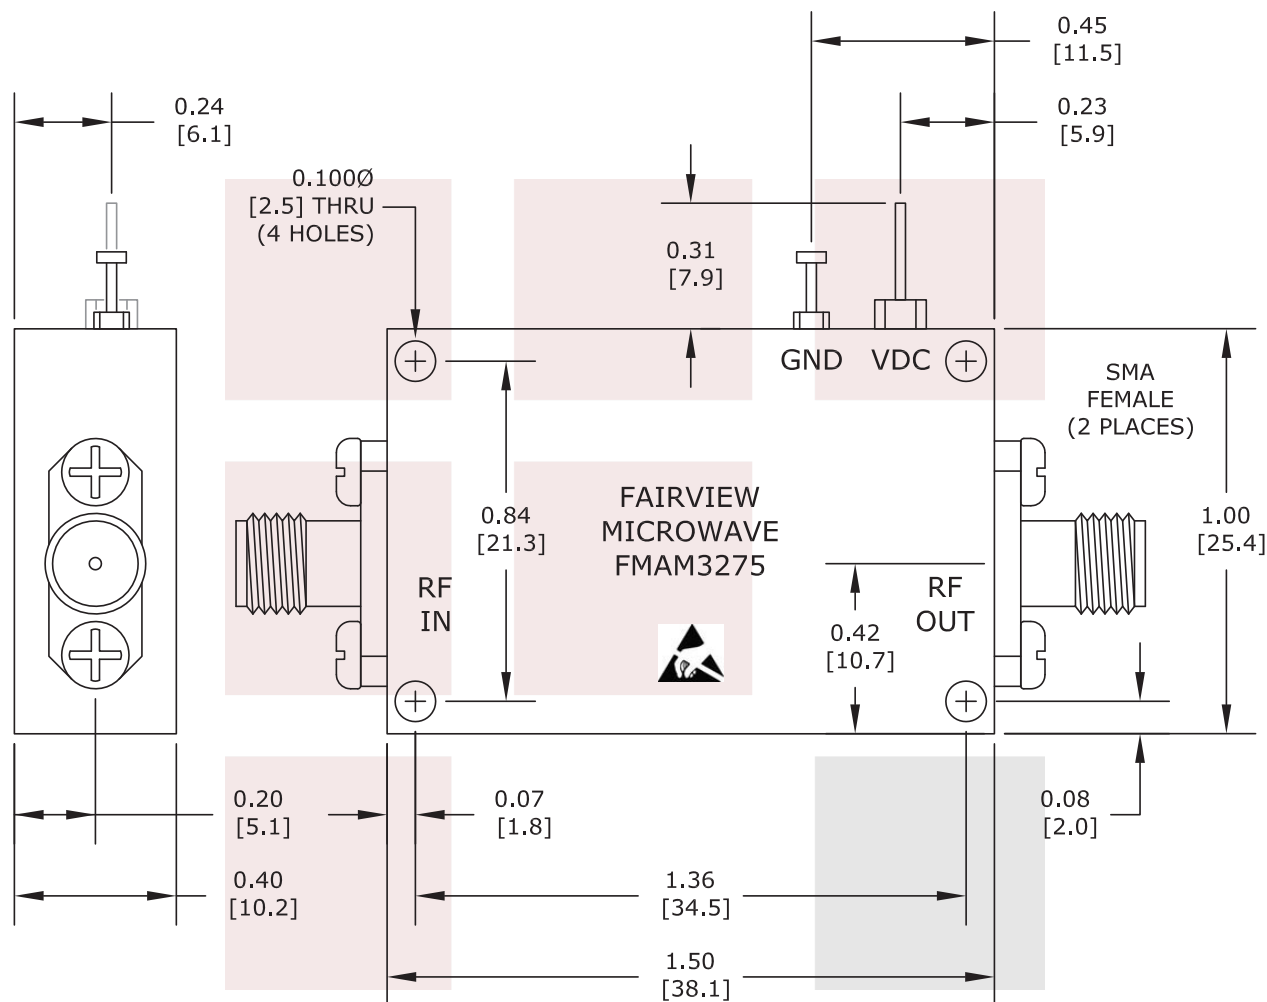 0.45
[11.5]
0.24
[6.1]
0.23
[5.9]
0.100Ø
[2.5] THRU
(4 HOLES)
0.31
[7.9]
GND VDC
SMA
FEMALE
(2 PLACES)
FAIRVIEW
MICROWAVE
FMAM3275
0.84
[21.3]
1.00
[25.4]
RF
IN
RF
OUT
0.42
[10.7]
0.20
[5.1]
0.07
[1.8]
0.08
[2.0]
0.40
[10.2]
1.36
[34.5]
1.50
[38.1]